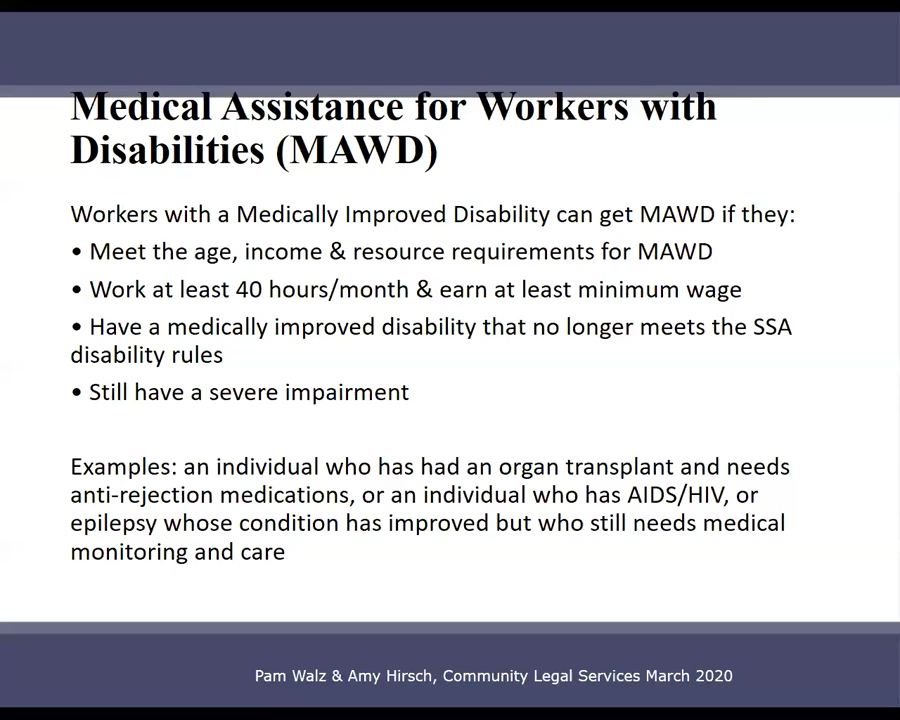 Medical Assistance for Workers with
Disabilities (MAWD)
Workers with a Medically Improved Disability can get MAWD if they:
• Meet the age, income & resource requirements for MAWD
• Work at least 40 hours/month & earn at least minimum wage
• Have a medically improved disability that no longer meets the SSA
disability rules
• Still have a severe impairment
Examples: an individual who has had an organ transplant and needs
anti-rejection medications, or an individual who has AIDS/HIV, or
epilepsy whose condition has improved but who still needs medical
monitoring and care
Pam Walz & Amy Hirsch, Community Legal Services March 2020